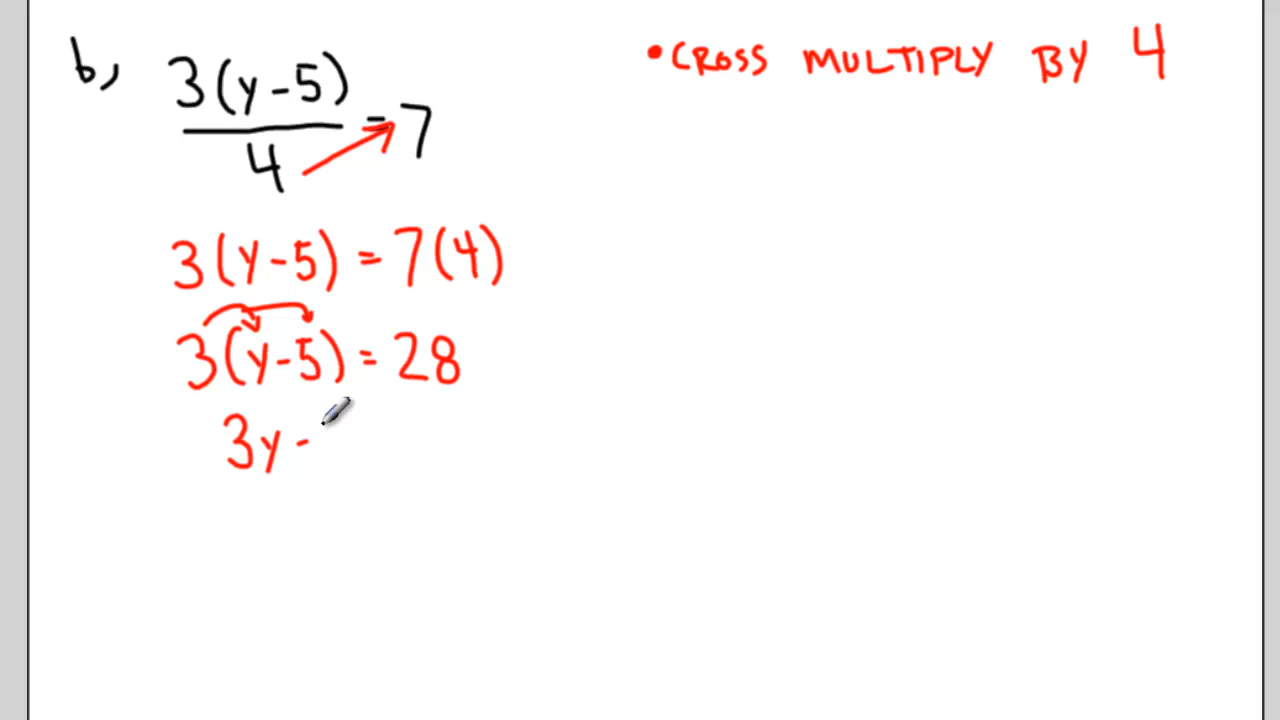 b, 3(y-5)/4 = 7
• CROSS MULTIPLY BY 4
3(y-5) = 7(4)
3(y-5) = 28
3y -